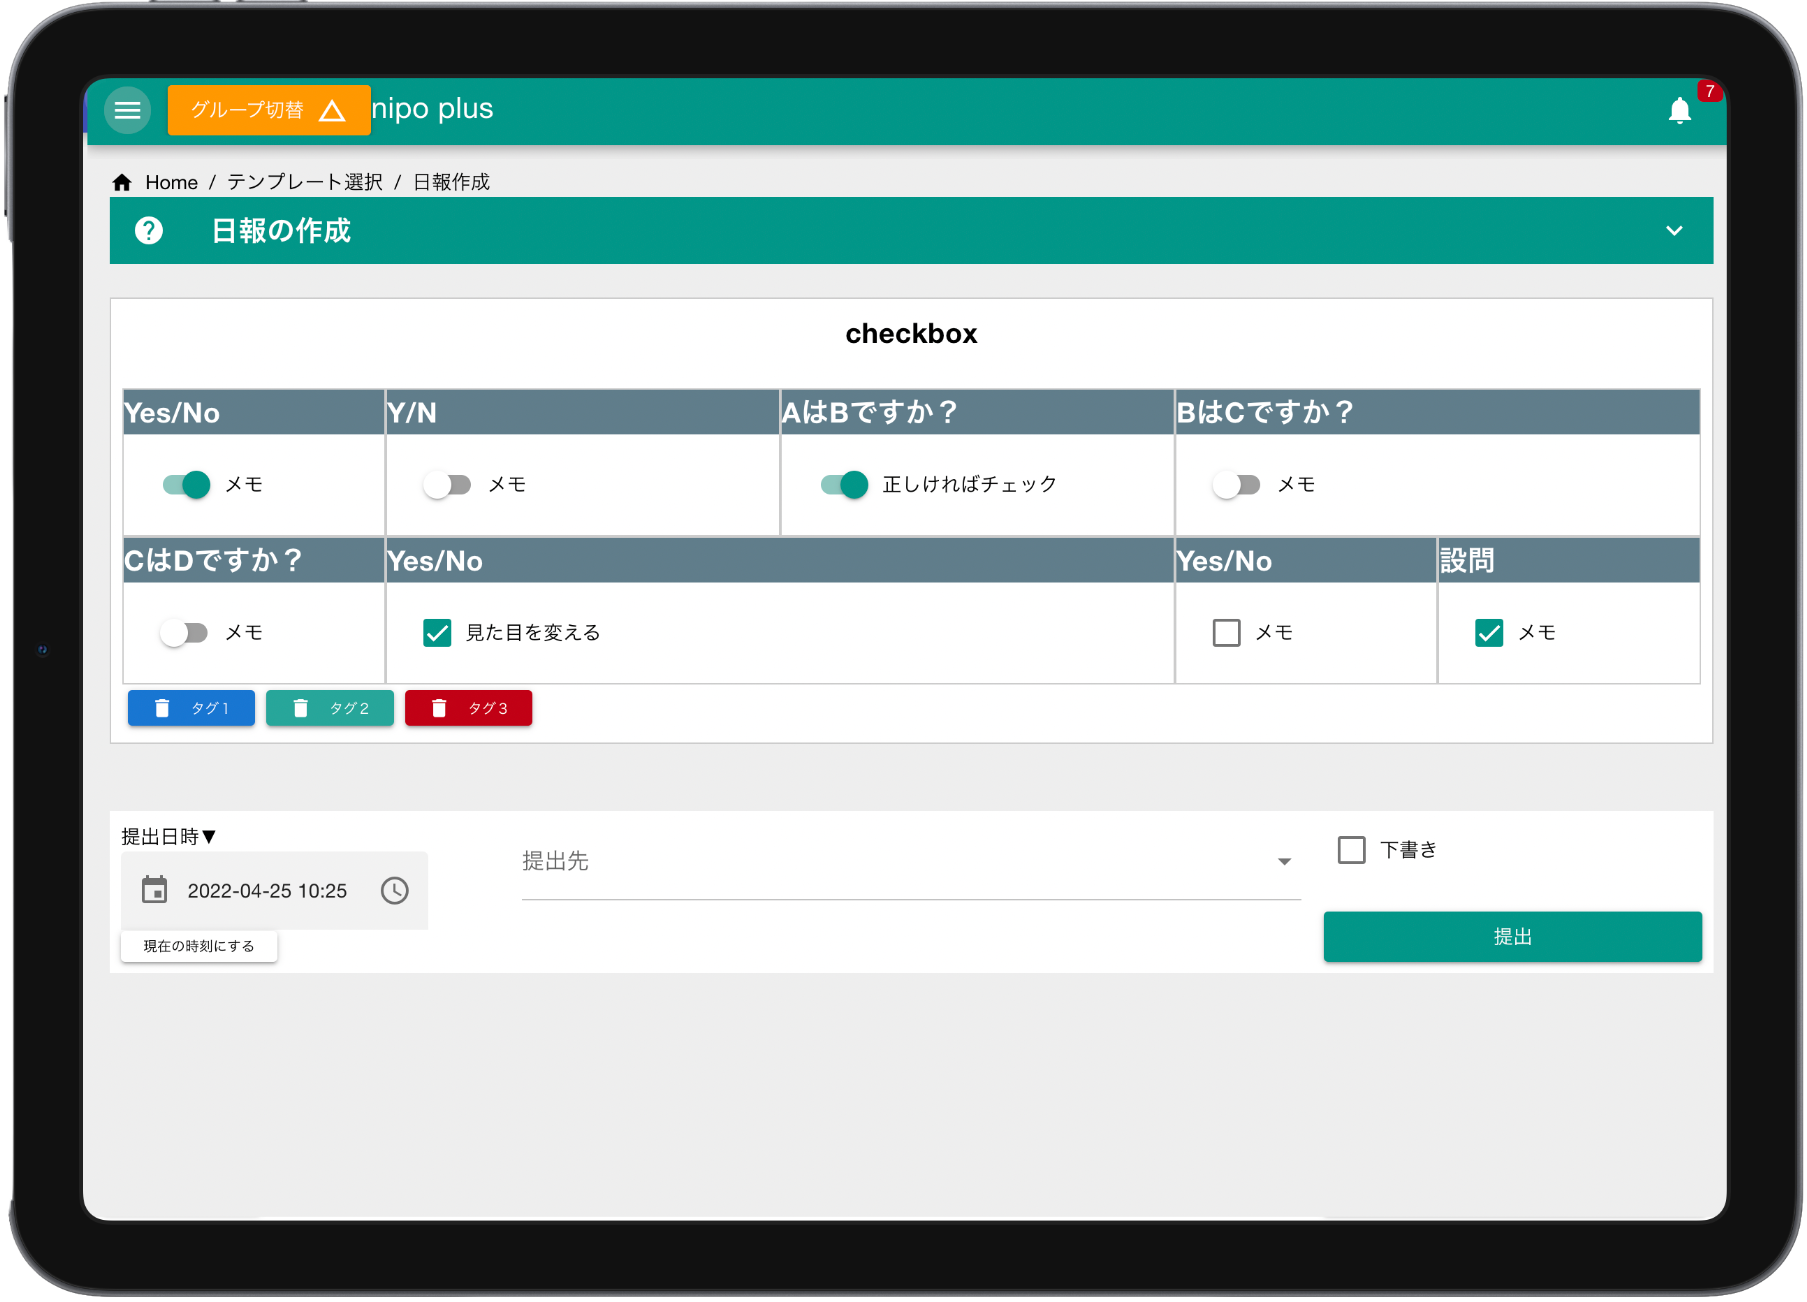 グループ切替 nipo plus 7
Home / テンプレート選択 / 日報作成
日報の作成
checkbox
Yes/No Y/N AはBですか？ BはCですか？
メモ メモ 正しければチェック メモ
CはDですか？ Yes/No Yes/No 設問
メモ 見た目を変える メモ メモ
タグ1 タグ2 タグ3
提出日時▼
2022-04-25 10:25
現在の時刻にする
提出先
下書き
提出